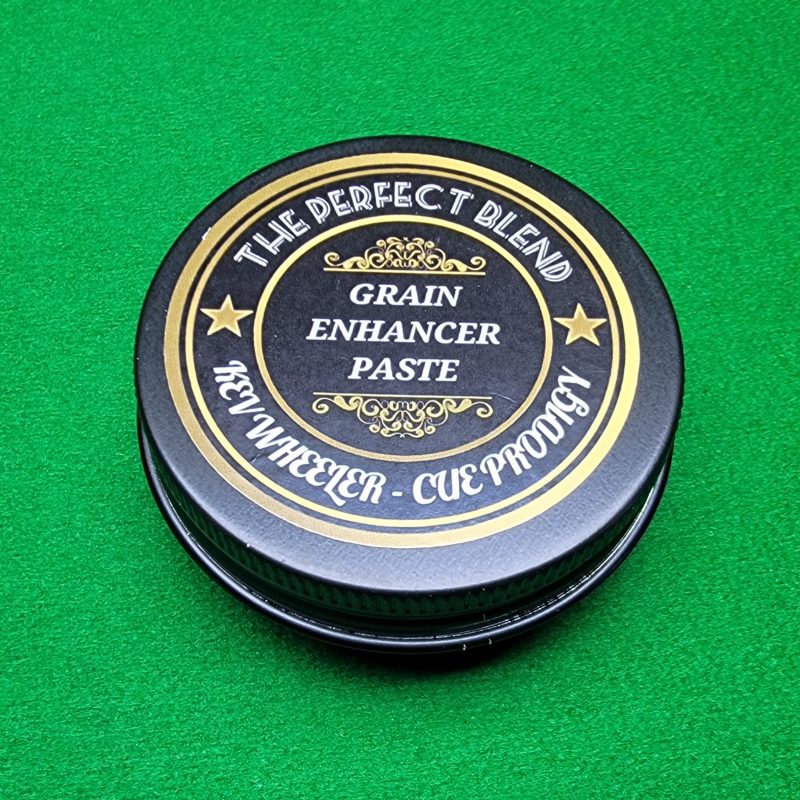 THE PERFECT BLEND
GRAIN
ENHANCER
PASTE
KEV WHEELER - CUE PRODIGY